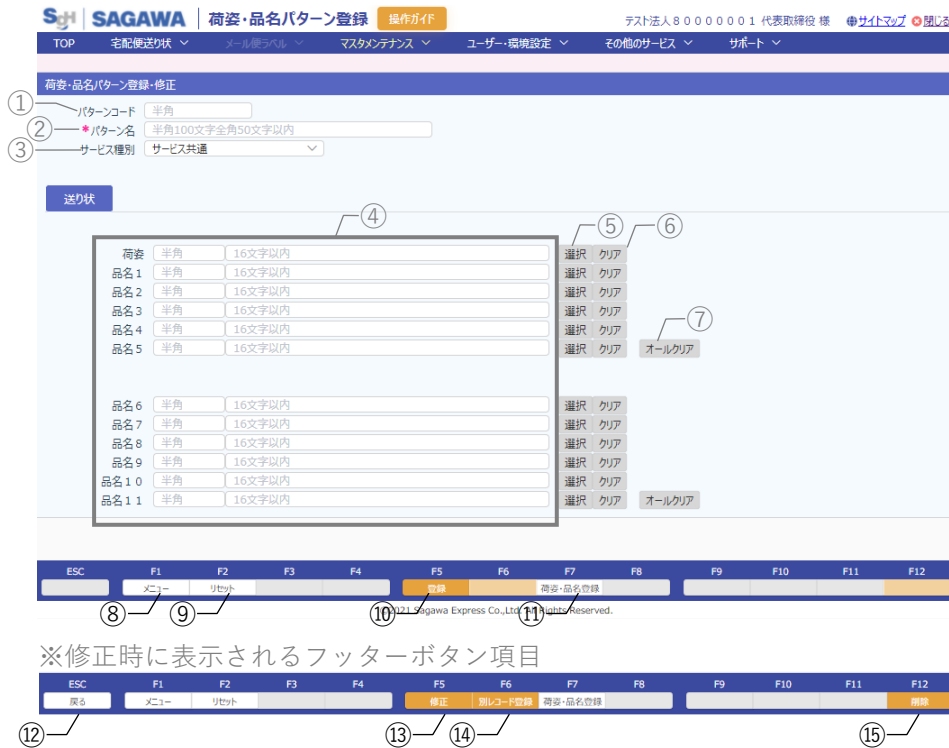 SGH SAGAWA 荷姿・品名パターン登録 操作ガイド テスト法人８００００００１ 代表取締役 様 サイトマップ 閉じる
TOP 宅配便送り状 メール便ラベル マスタメンテナンス ユーザー・環境設定 その他のサービス サポート
荷姿・品名パターン登録・修正
① パターンコード 半角
② *パターン名 半角100文字全角50文字以内
③ サービス種別 サービス共通
送り状
④
⑤ ⑥
荷姿 半角 16文字以内 選択 クリア
品名1 半角 16文字以内 選択 クリア
品名2 半角 16文字以内 選択 クリア
品名3 半角 16文字以内 選択 クリア
⑦
品名4 半角 16文字以内 選択 クリア
品名5 半角 16文字以内 選択 クリア オールクリア
品名6 半角 16文字以内 選択 クリア
品名7 半角 16文字以内 選択 クリア
品名8 半角 16文字以内 選択 クリア
品名9 半角 16文字以内 選択 クリア
品名１０ 半角 16文字以内 選択 クリア
品名１１ 半角 16文字以内 選択 クリア オールクリア
ESC F1 F2 F3 F4 F5 F6 F7 F8 F9 F10 F11 F12
メニュー リセット 登録 荷姿・品名登録
©2021 Sagawa Express Co.,Ltd. All Rights Reserved.
⑧ ⑨ ⑩ ⑪
※修正時に表示されるフッターボタン項目
ESC F1 F2 F3 F4 F5 F6 F7 F8 F9 F10 F11 F12
戻る メニュー リセット 修正 別レコード登録 荷姿・品名登録 削除
⑫ ⑬ ⑭ ⑮